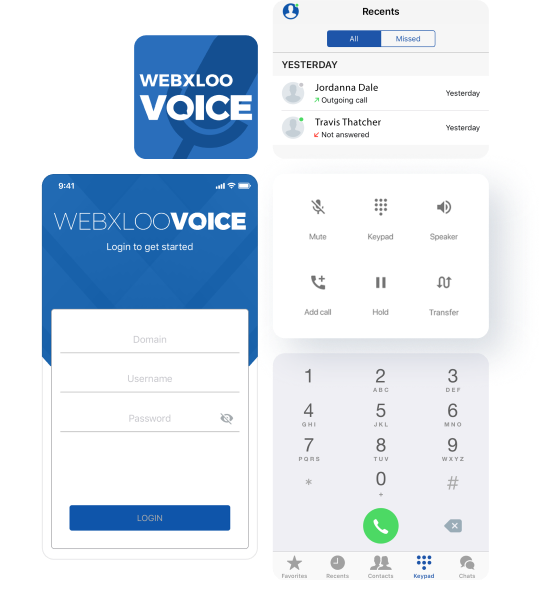 WEBXLOO
VOICE
Recents
All Missed
YESTERDAY
Jordanna Dale
Outgoing call
Yesterday
Travis Thatcher
Not answered
Yesterday
9:41
WEBXLOOVOICE
Login to get started
Domain
Username
Password
LOGIN
Mute Keypad Speaker
Add call Hold Transfer
1 2 3
ABC DEF
4 5 6
GHI JKL MNO
7 8 9
PQRS TUV WXYZ
* 0 #
+
Favorites Recents Contacts Keypad Chats